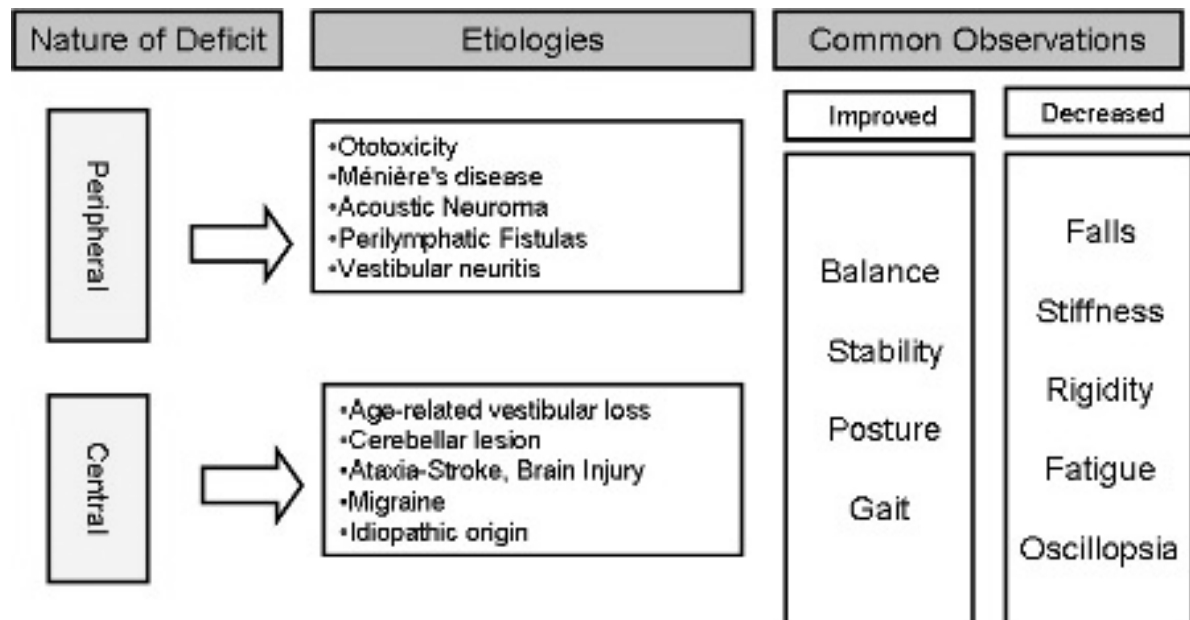 Nature of Deficit
Etiologies
Common Observations
Improved
Decreased
Peripheral
•Ototoxicity
•Ménière's disease
•Acoustic Neuroma
•Perilymphatic Fistulas
•Vestibular neuritis
Central
•Age-related vestibular loss
•Cerebellar lesion
•Ataxia-Stroke, Brain Injury
•Migraine
•Idiopathic origin
Balance
Stability
Posture
Gait
Falls
Stiffness
Rigidity
Fatigue
Oscillopsia